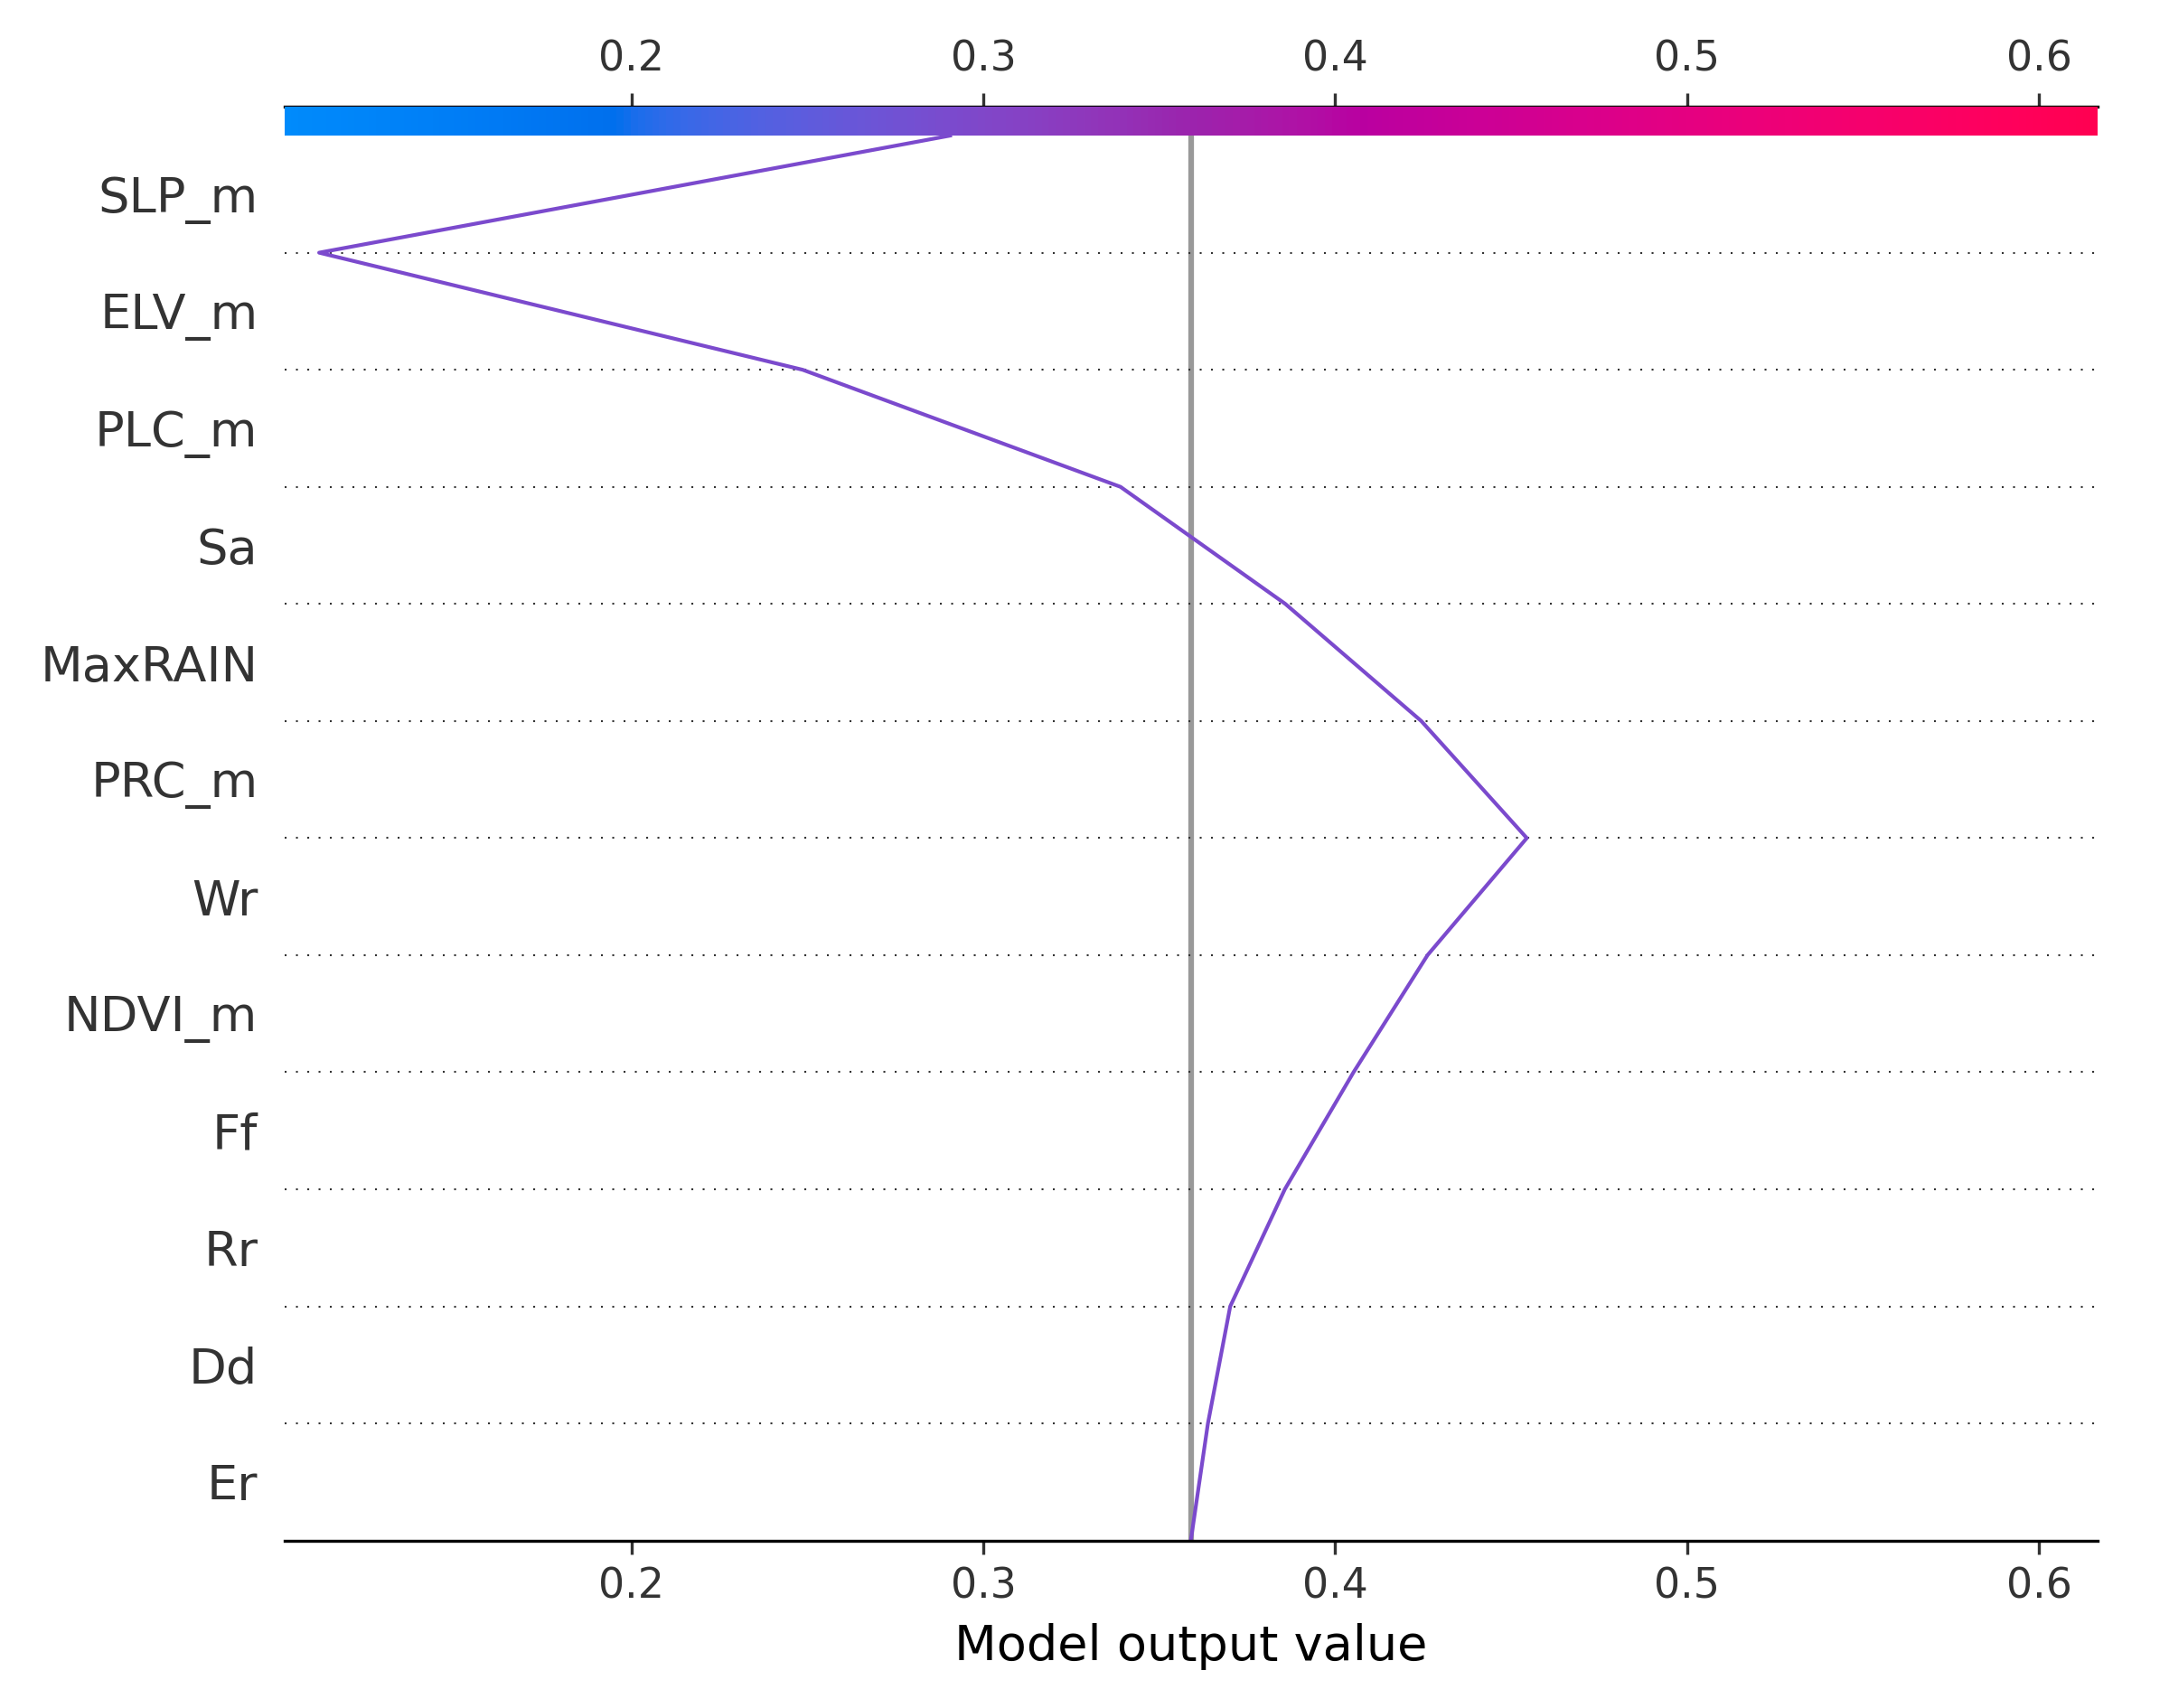 0.2 0.3 0.4 0.5 0.6
SLP_m
ELV_m
PLC_m
Sa
MaxRAIN
PRC_m
Wr
NDVI_m
Ff
Rr
Dd
Er
0.2 0.3 0.4 0.5 0.6
Model output value